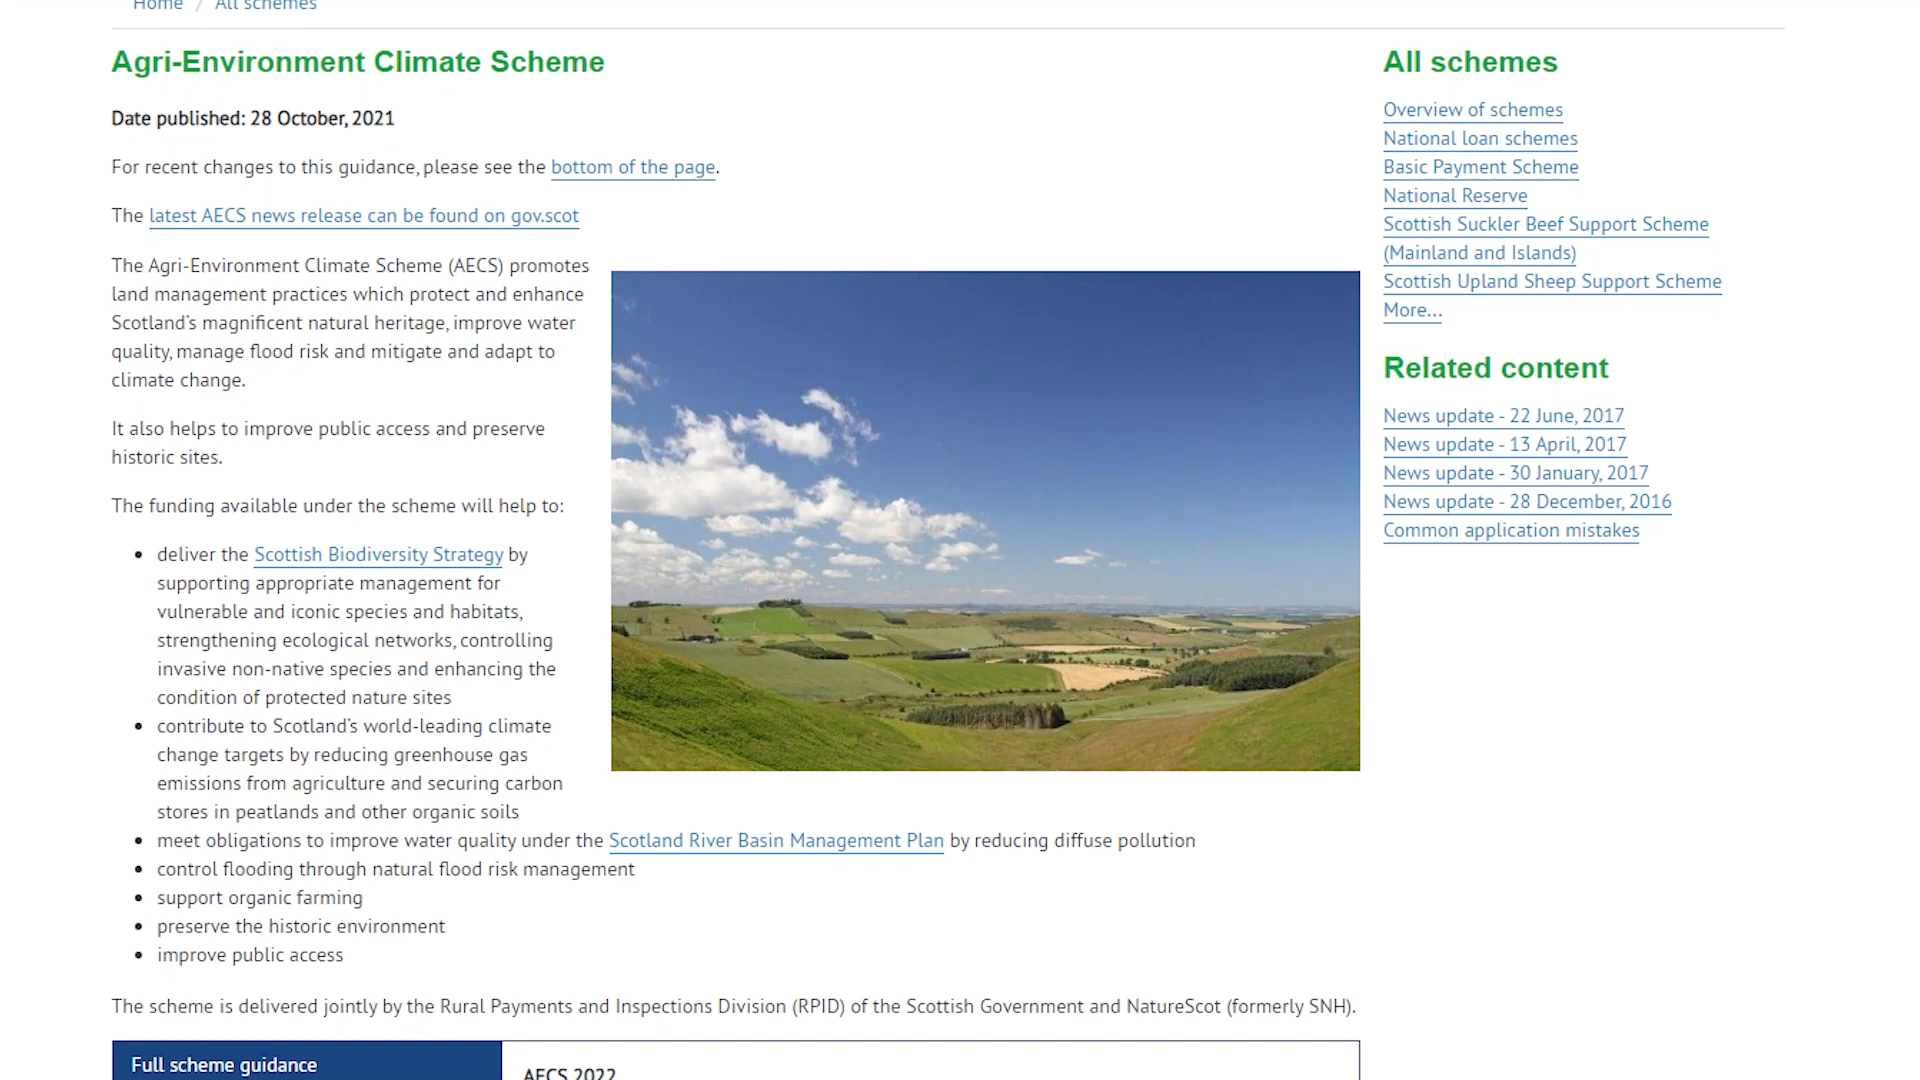 Home / All schemes
Agri-Environment Climate Scheme
Date published: 28 October, 2021
For recent changes to this guidance, please see the bottom of the page.
The latest AECS news release can be found on gov.scot
The Agri-Environment Climate Scheme (AECS) promotes
land management practices which protect and enhance
Scotland's magnificent natural heritage, improve water
quality, manage flood risk and mitigate and adapt to
climate change.
It also helps to improve public access and preserve
historic sites.
The funding available under the scheme will help to:
• deliver the Scottish Biodiversity Strategy by
supporting appropriate management for
vulnerable and iconic species and habitats,
strengthening ecological networks, controlling
invasive non-native species and enhancing the
condition of protected nature sites
• contribute to Scotland's world-leading climate
change targets by reducing greenhouse gas
emissions from agriculture and securing carbon
stores in peatlands and other organic soils
• meet obligations to improve water quality under the Scotland River Basin Management Plan by reducing diffuse pollution
• control flooding through natural flood risk management
• support organic farming
• preserve the historic environment
• improve public access
The scheme is delivered jointly by the Rural Payments and Inspections Division (RPID) of the Scottish Government and NatureScot (formerly SNH).
Full scheme guidance
AECS 2022
All schemes
Overview of schemes
National loan schemes
Basic Payment Scheme
National Reserve
Scottish Suckler Beef Support Scheme
(Mainland and Islands)
Scottish Upland Sheep Support Scheme
More...
Related content
News update - 22 June, 2017
News update - 13 April, 2017
News update - 30 January, 2017
News update - 28 December, 2016
Common application mistakes